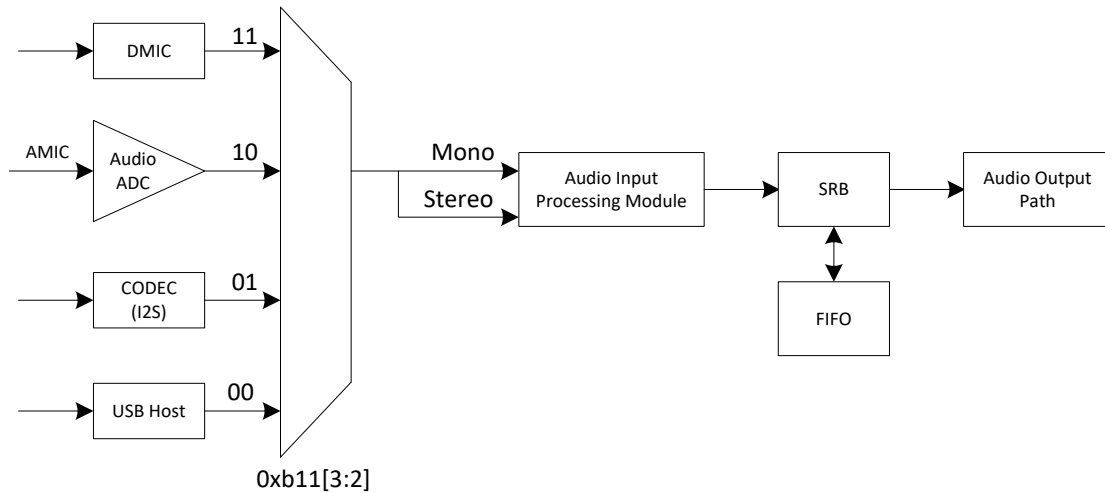 DMIC
11
AMIC
Audio
ADC
10
CODEC
(I2S)
01
USB Host
00
0xb11[3:2]
Mono
Stereo
Audio Input
Processing Module
SRB
FIFO
Audio Output
Path